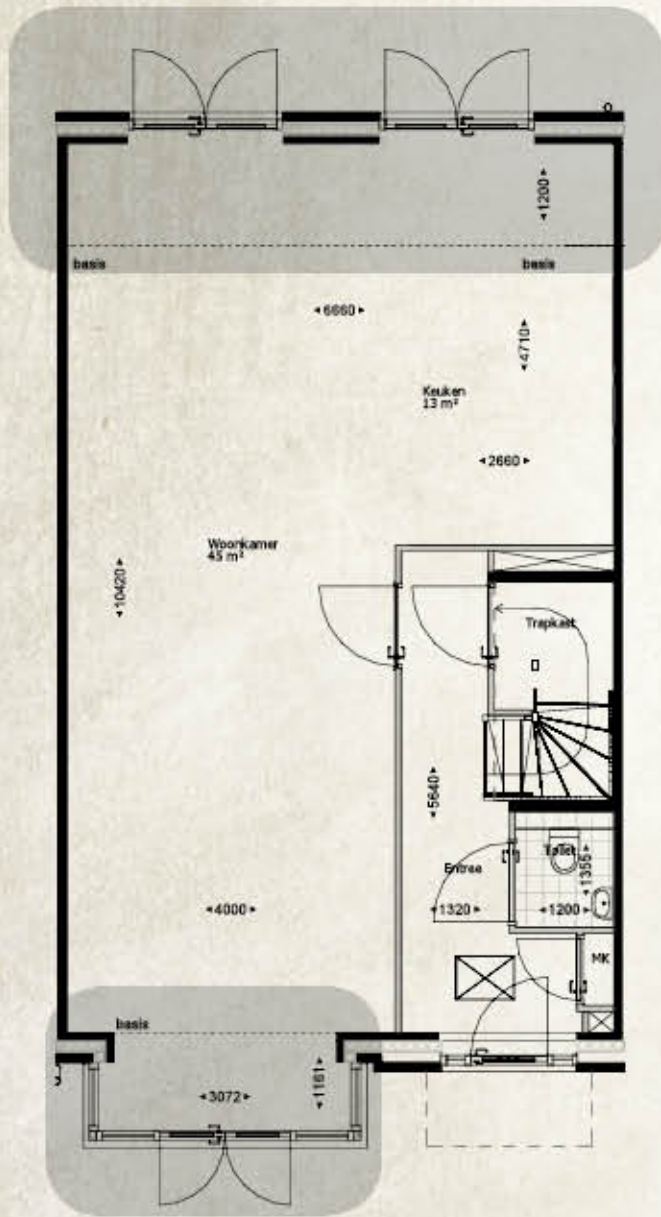 1200
basis
basis
6660
4710
Keuken
13 m²
2660
Woonkamer
45 m²
10420
Trapkast
5640
Toilet
1355
Entree
4000
1320
1200
MK
basis
3072
1161